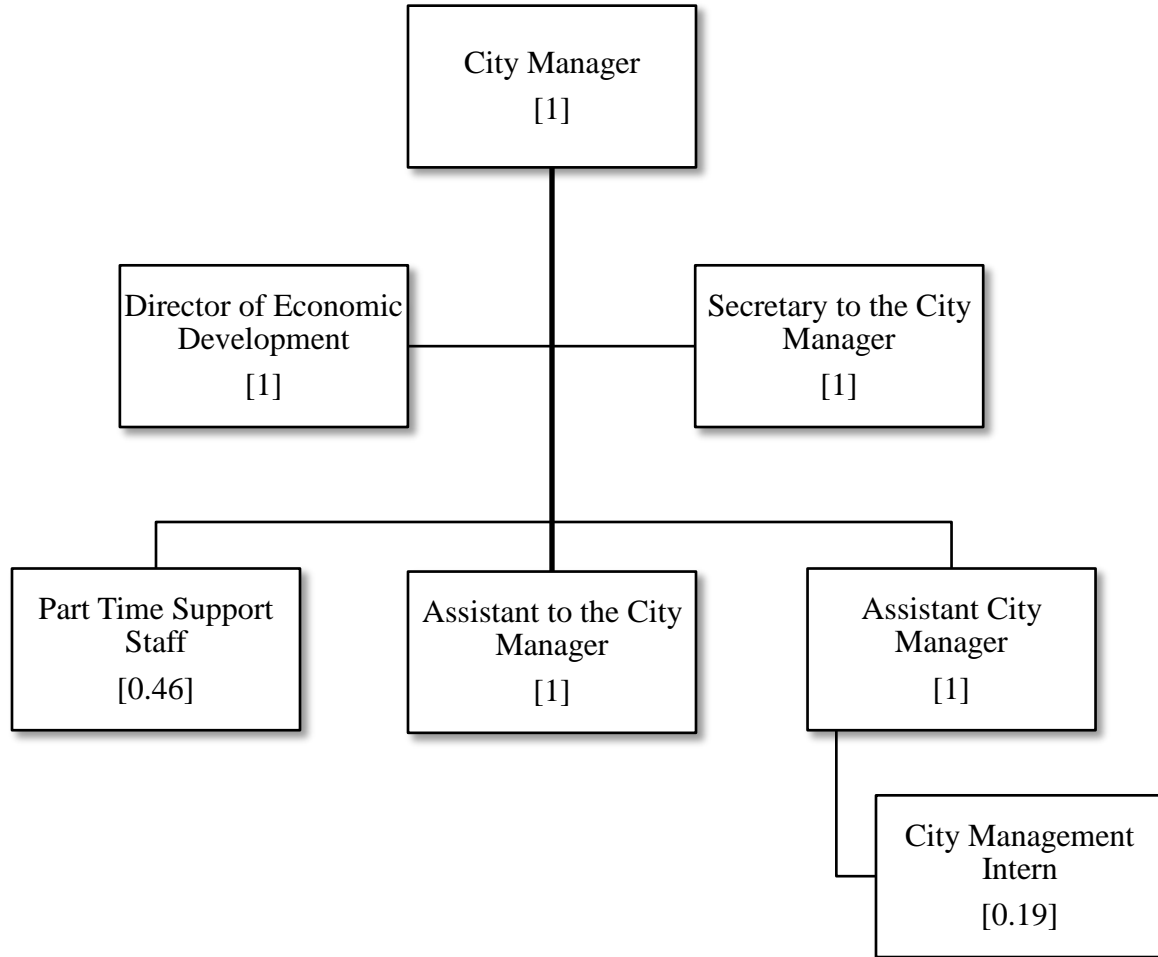 City Manager
[1]
Director of Economic
Development
[1]
Secretary to the City
Manager
[1]
Part Time Support
Staff
[0.46]
Assistant to the City
Manager
[1]
Assistant City
Manager
[1]
City Management
Intern
[0.19]